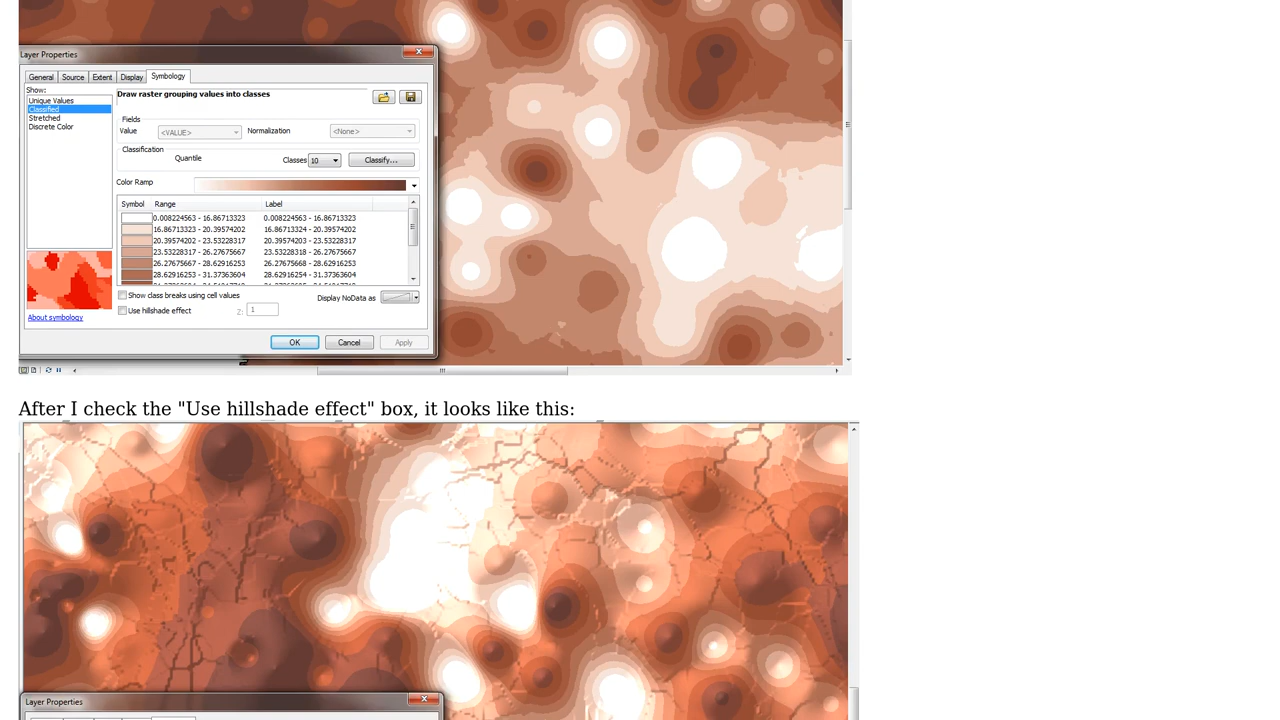 Layer Properties
General Source Extent Display Symbology
Show:
Unique Values
Classified
Stretched
Discrete Color
Draw raster grouping values into classes
Fields
Value <VALUE> Normalization <None>
Classification
Quantile Classes 10 Classify...
Color Ramp
Symbol Range Label
0.008224563 - 16.86713323 0.008224563 - 16.86713323
16.86713323 - 20.39574202 16.86713324 - 20.39574202
20.39574202 - 23.53228317 20.39574203 - 23.53228317
23.53228317 - 26.27675667 23.53228318 - 26.27675667
26.27675667 - 28.62916253 26.27675668 - 28.62916253
28.62916253 - 31.37363604 28.62916254 - 31.37363604
Show class breaks using cell values
Display NoData as
Use hillshade effect Z: 1
About symbology
OK Cancel Apply
After I check the "Use hillshade effect" box, it looks like this:
Layer Properties